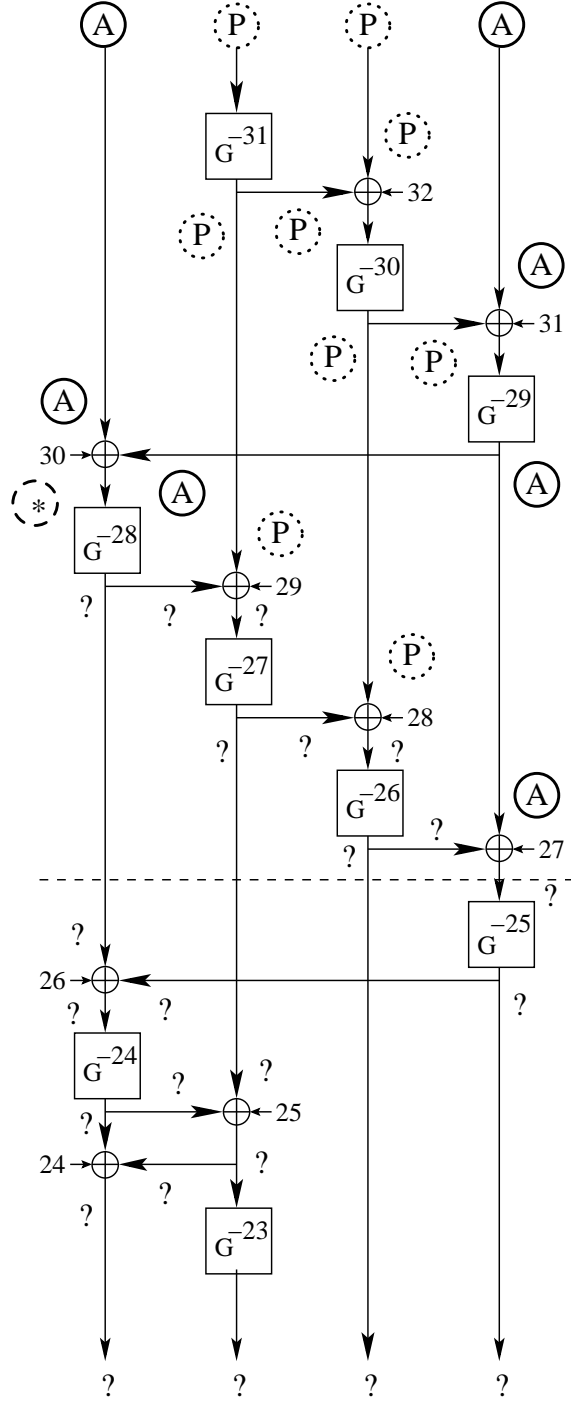 A P P A
G⁻³¹
P
32
P P
G⁻³⁰
A
31
P P
G⁻²⁹
A
30
A A
*
G⁻²⁸
P
29
? ? ?
G⁻²⁷
P
28
? ? ?
G⁻²⁶
A
? ?
27
?
G⁻²⁵
?
26
? ? ?
G⁻²⁴
? ?
? 25
24
? ?
?
G⁻²³
? ? ? ?